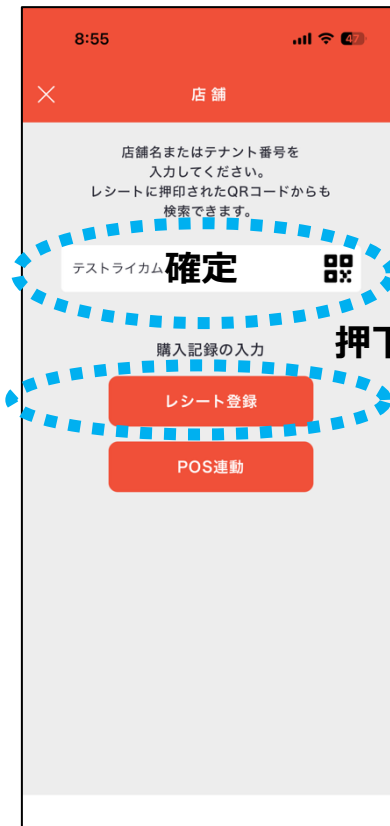 8:55
47
店舗
店舗名またはテナント番号を
入力してください。
レシートに押印されたQRコードからも
検索できます。
テストライカム 確定
購入記録の入力
押下
レシート登録
POS連動